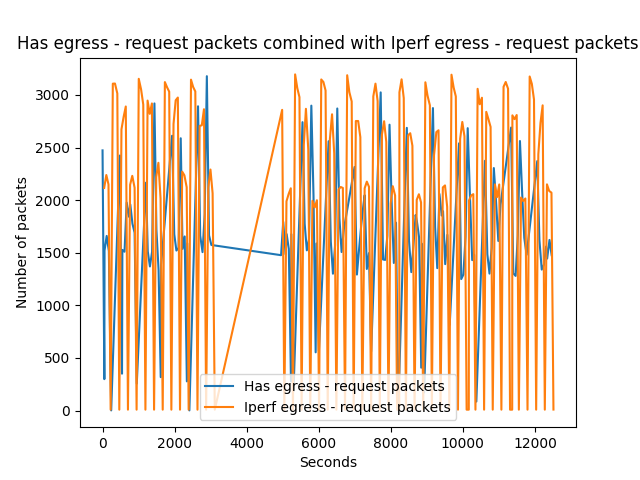 Has egress - request packets combined with Iperf egress - request packets
Number of packets
3000
2500
2000
1500
1000
500
0
Has egress - request packets
Iperf egress - request packets
0 2000 4000 6000 8000 10000 12000
Seconds